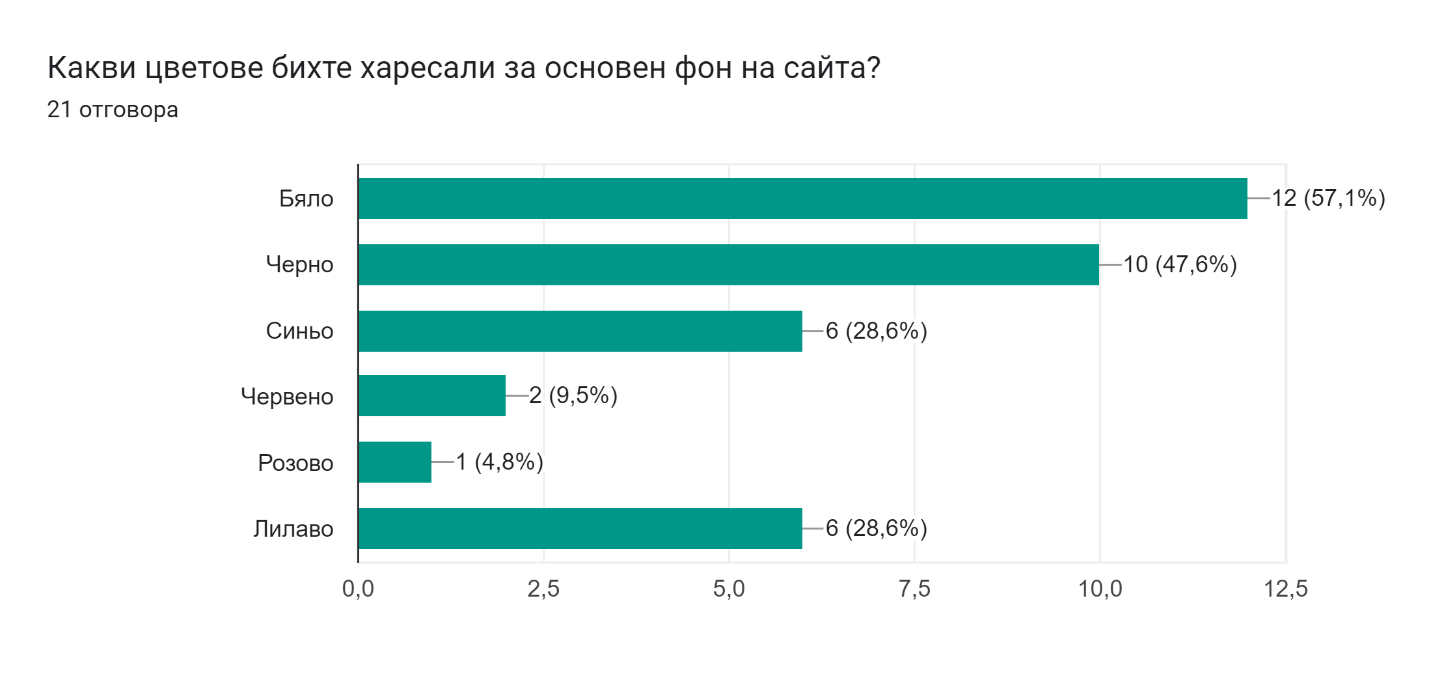 Какви цветове бихте харесали за основен фон на сайта?
21 отговора
Бяло 12 (57,1%)
Черно 10 (47,6%)
Синьо 6 (28,6%)
Червено 2 (9,5%)
Розово 1 (4,8%)
Лилаво 6 (28,6%)
0,0 2,5 5,0 7,5 10,0 12,5